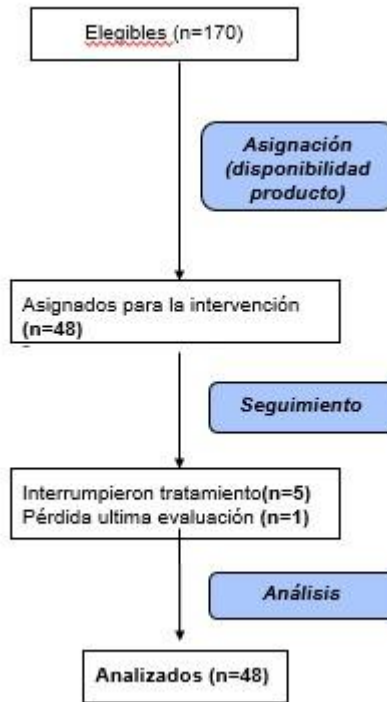 Elegibles (n=170)
Asignación
(disponibilidad
producto)
Asignados para la intervención
(n=48)
Seguimiento
Interrumpieron tratamiento(n=5)
Pérdida ultima evaluación (n=1)
Análisis
Analizados (n=48)